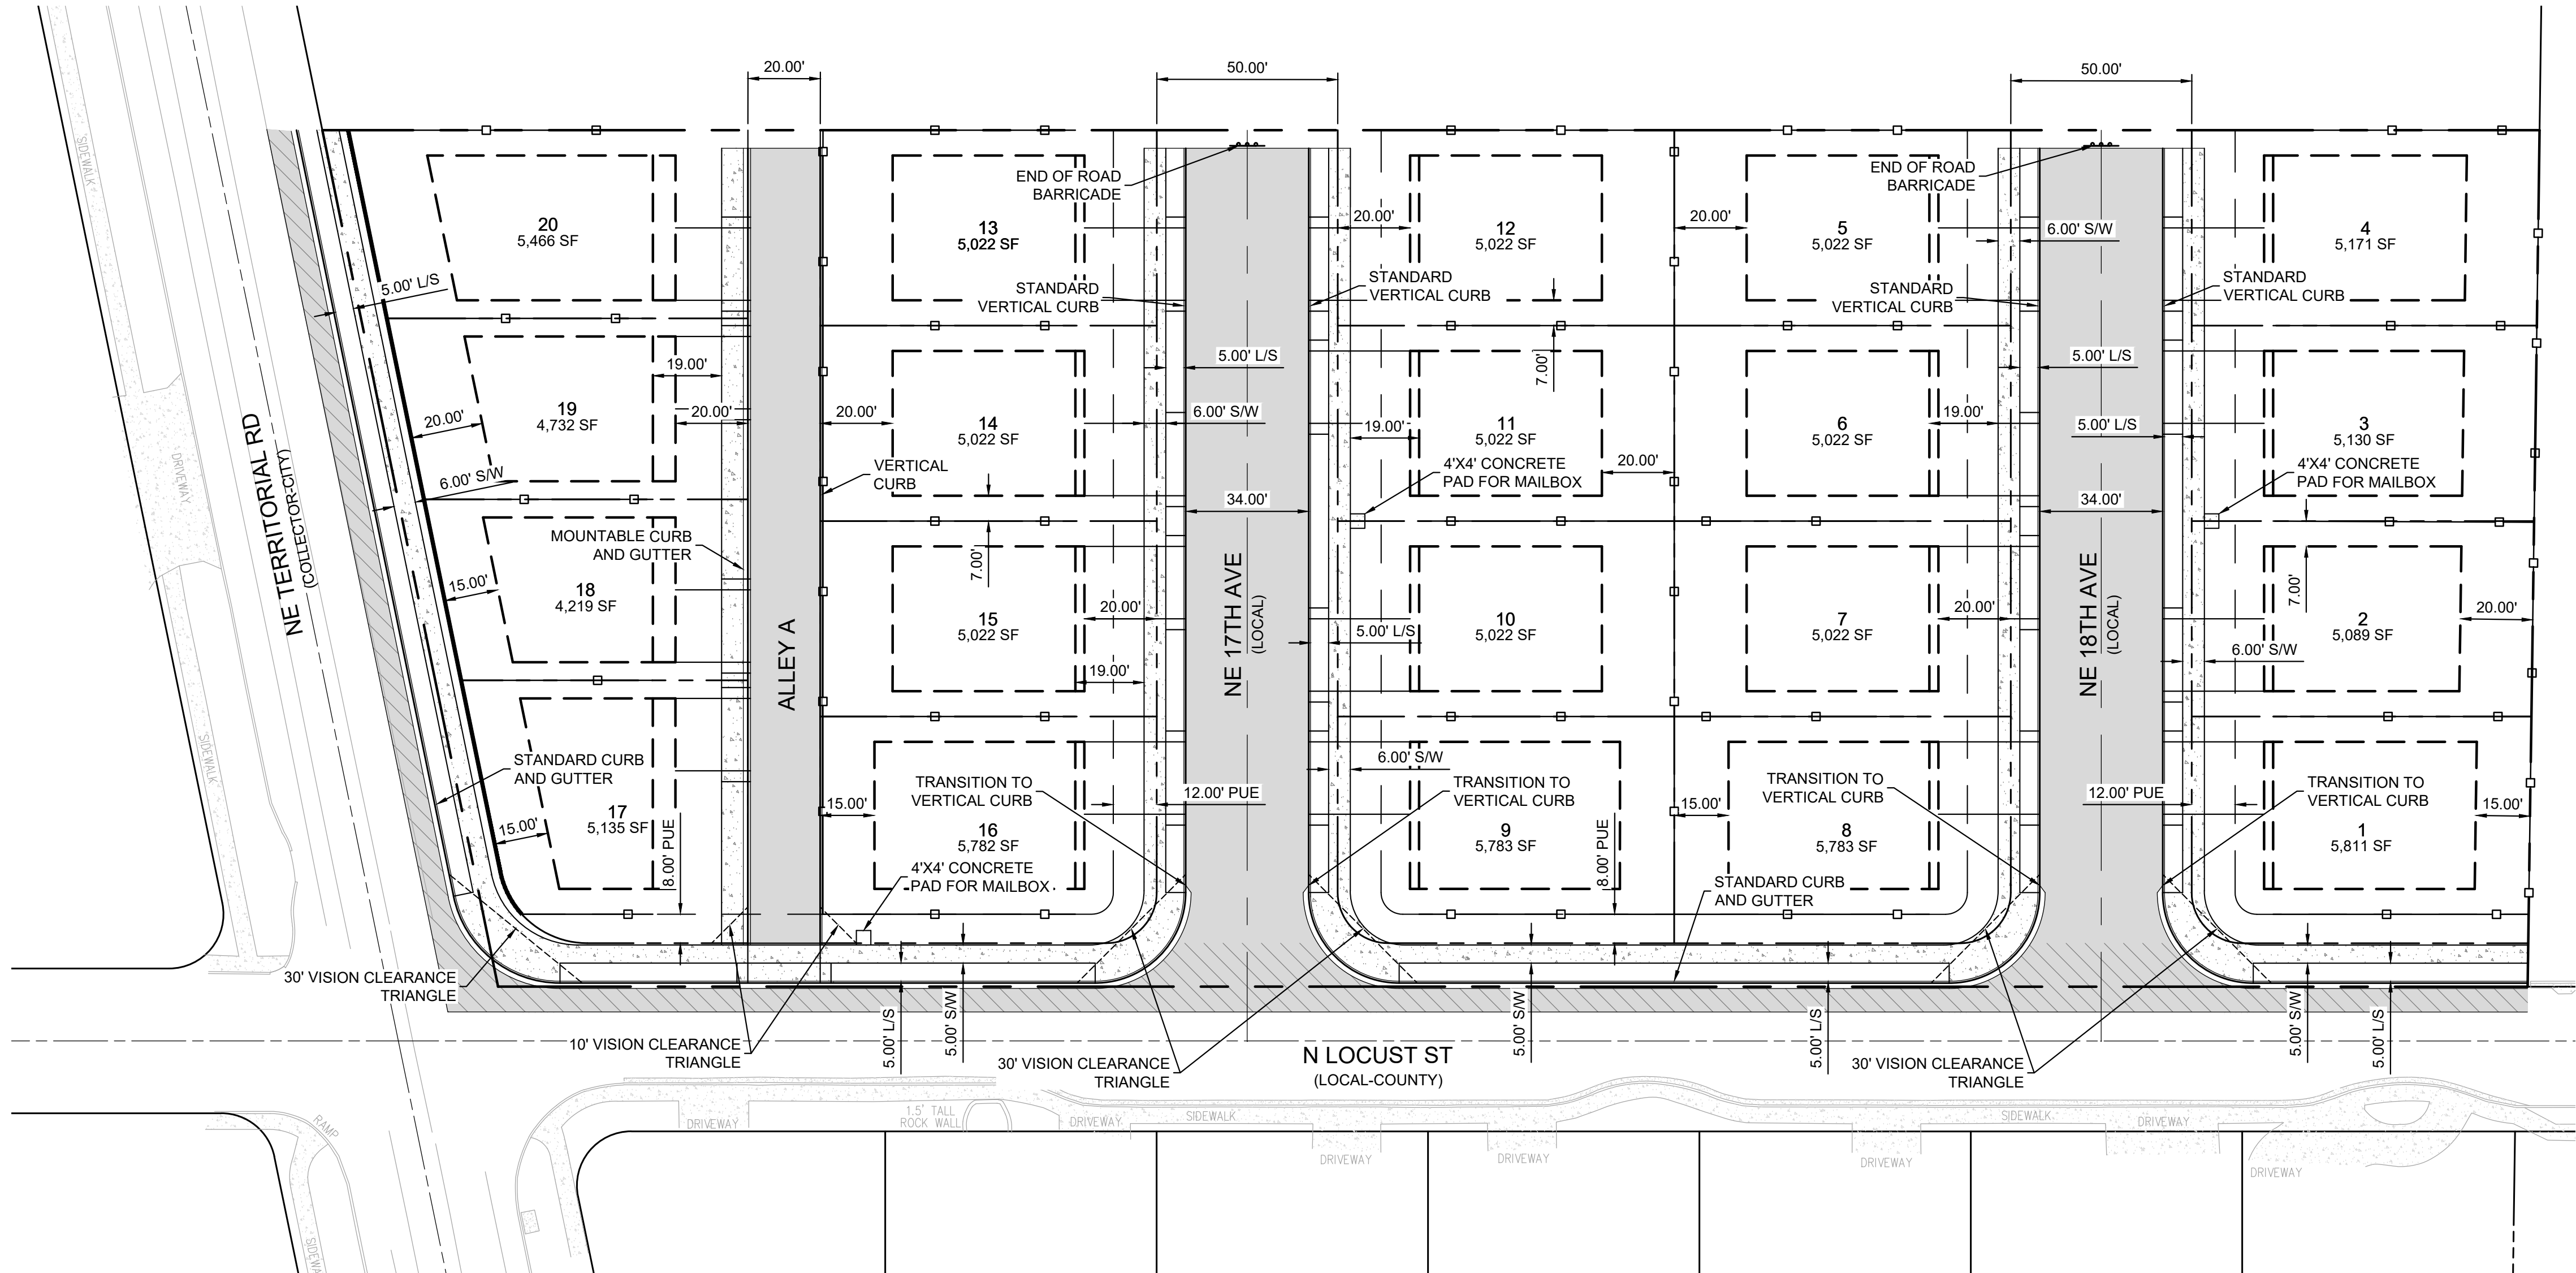 20.00'
50.00'
50.00'
SIDEWALK
END OF ROAD
BARRICADE
END OF ROAD
BARRICADE
20
5,466 SF
13
5,022 SF
20.00'
12
5,022 SF
20.00'
5
5,022 SF
6.00' S/W
4
5,171 SF
5.00' L/S
STANDARD
VERTICAL CURB
STANDARD
VERTICAL CURB
STANDARD
VERTICAL CURB
STANDARD
VERTICAL CURB
19.00'
5.00' L/S
7.00'
5.00' L/S
19
4,732 SF
20.00'
20.00'
20.00'
14
5,022 SF
6.00' S/W
19.00'
11
5,022 SF
6
5,022 SF
19.00'
5.00' L/S
3
5,130 SF
NE TERRITORIAL RD
(COLLECTOR-CITY)
DRIVEWAY
6.00' S/W
VERTICAL
CURB
4'X4' CONCRETE
PAD FOR MAILBOX
20.00'
4'X4' CONCRETE
PAD FOR MAILBOX
34.00'
34.00'
MOUNTABLE CURB
AND GUTTER
7.00'
7.00'
15.00'
18
4,219 SF
ALLEY A
15
5,022 SF
20.00'
NE 17TH AVE
(LOCAL)
5.00' L/S
10
5,022 SF
7
5,022 SF
20.00'
NE 18TH AVE
(LOCAL)
2
5,089 SF
20.00'
6.00' S/W
19.00'
SIDEWALK
STANDARD CURB
AND GUTTER
6.00' S/W
TRANSITION TO
VERTICAL CURB
TRANSITION TO
VERTICAL CURB
TRANSITION TO
VERTICAL CURB
TRANSITION TO
VERTICAL CURB
12.00' PUE
12.00' PUE
17
5,135 SF
15.00'
8.00' PUE
15.00'
16
5,782 SF
9
5,783 SF
8.00' PUE
15.00'
8
5,783 SF
1
5,811 SF
15.00'
4'X4' CONCRETE
PAD FOR MAILBOX
STANDARD CURB
AND GUTTER
30' VISION CLEARANCE
TRIANGLE
10' VISION CLEARANCE
TRIANGLE
5.00' L/S
5.00' S/W
30' VISION CLEARANCE
TRIANGLE
N LOCUST ST
(LOCAL-COUNTY)
5.00' S/W
5.00' L/S
30' VISION CLEARANCE
TRIANGLE
5.00' S/W
5.00' L/S
RAMP
DRIVEWAY
1.5' TALL
ROCK WALL
DRIVEWAY
SIDEWALK
SIDEWALK
DRIVEWAY
DRIVEWAY
DRIVEWAY
DRIVEWAY
DRIVEWAY